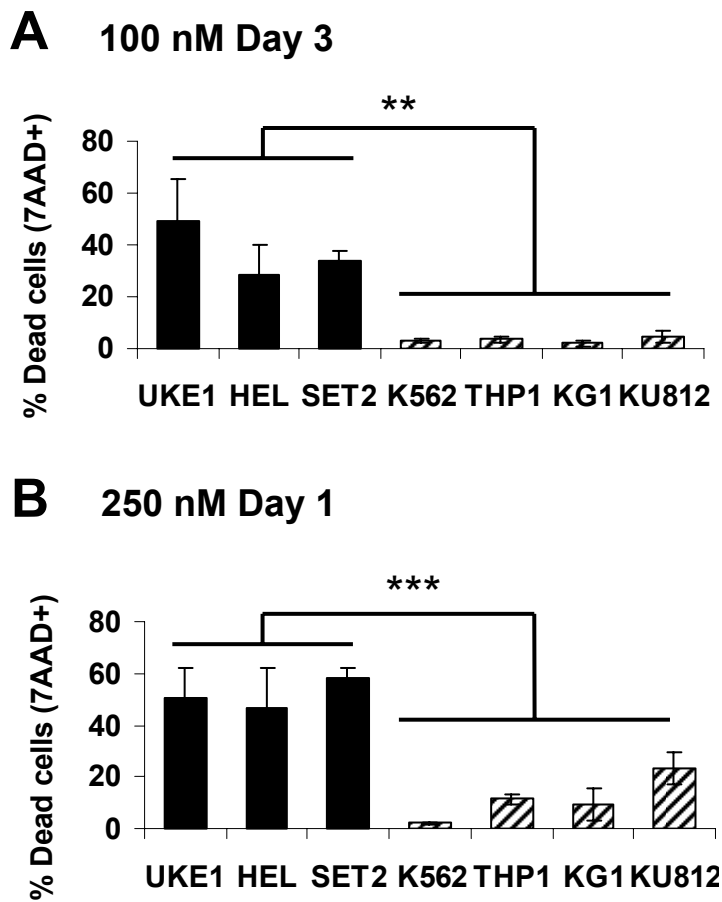 A 100 nM Day 3
**
% Dead cells (7AAD+)
80
60
40
20
0
UKE1 HEL SET2 K562 THP1 KG1 KU812
B 250 nM Day 1
***
% Dead cells (7AAD+)
80
60
40
20
0
UKE1 HEL SET2 K562 THP1 KG1 KU812